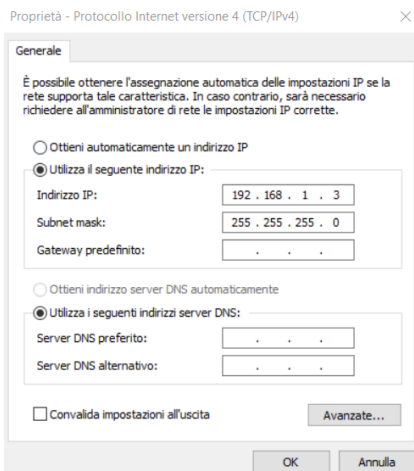 Proprietà - Protocollo Internet versione 4 (TCP/IPv4)
Generale
È possibile ottenere l'assegnazione automatica delle impostazioni IP se la
rete supporta tale caratteristica. In caso contrario, sarà necessario
richiedere all'amministratore di rete le impostazioni IP corrette.
Ottieni automaticamente un indirizzo IP
Utilizza il seguente indirizzo IP:
Indirizzo IP: 192 . 168 . 1 . 3
Subnet mask: 255 . 255 . 255 . 0
Gateway predefinito: . . .
Ottieni indirizzo server DNS automaticamente
Utilizza i seguenti indirizzi server DNS:
Server DNS preferito: . . .
Server DNS alternativo: . . .
Convalida impostazioni all'uscita Avanzate...
OK Annulla